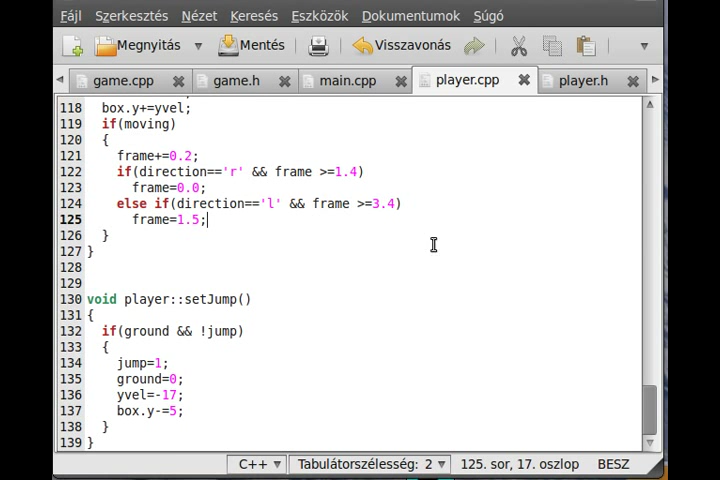 Fájl Szerkesztés Nézet Keresés Eszközök Dokumentumok Súgó
Megnyitás Mentés Visszavonás
game.cpp game.h main.cpp player.cpp player.h
118 box.y+=yvel;
119 if(moving)
120 {
121 frame+=0.2;
122 if(direction=='r' && frame >=1.4)
123 frame=0.0;
124 else if(direction=='l' && frame >=3.4)
125 frame=1.5;
126 }
127 }
128
129
130 void player::setJump()
131 {
132 if(ground && !jump)
133 {
134 jump=1;
135 ground=0;
136 yvel=-17;
137 box.y-=5;
138 }
139 }
C++ Tabulátorszélesség: 2 125. sor, 17. oszlop BESZ